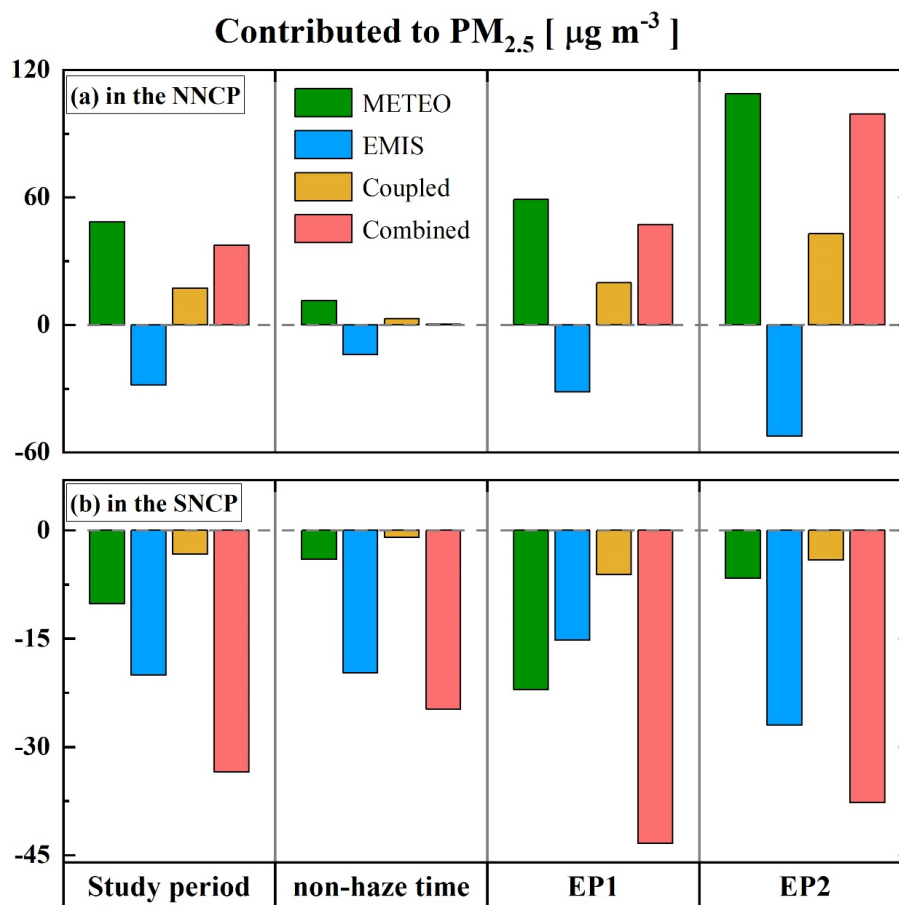 Contributed to PM2.5 [ μg m-3 ]
120
60
0
-60
(a) in the NNCP
METEO
EMIS
Coupled
Combined
(b) in the SNCP
0
-15
-30
-45
Study period
non-haze time
EP1
EP2